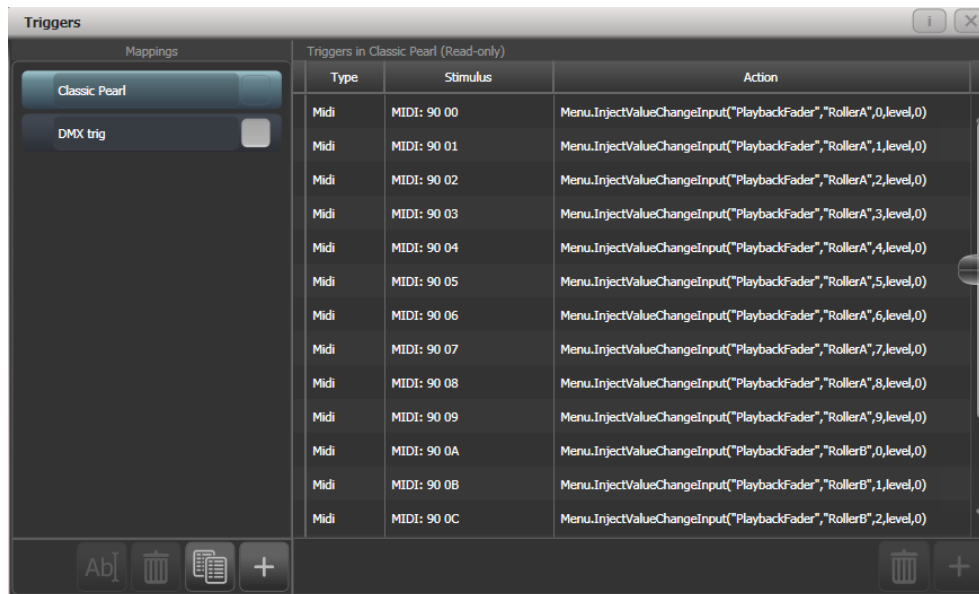 Triggers
Mappings
Triggers in Classic Pearl (Read-only)
Classic Pearl
DMX trig
Type Stimulus Action
Midi MIDI: 90 00 Menu.InjectValueChangeInput("PlaybackFader","RollerA",0,level,0)
Midi MIDI: 90 01 Menu.InjectValueChangeInput("PlaybackFader","RollerA",1,level,0)
Midi MIDI: 90 02 Menu.InjectValueChangeInput("PlaybackFader","RollerA",2,level,0)
Midi MIDI: 90 03 Menu.InjectValueChangeInput("PlaybackFader","RollerA",3,level,0)
Midi MIDI: 90 04 Menu.InjectValueChangeInput("PlaybackFader","RollerA",4,level,0)
Midi MIDI: 90 05 Menu.InjectValueChangeInput("PlaybackFader","RollerA",5,level,0)
Midi MIDI: 90 06 Menu.InjectValueChangeInput("PlaybackFader","RollerA",6,level,0)
Midi MIDI: 90 07 Menu.InjectValueChangeInput("PlaybackFader","RollerA",7,level,0)
Midi MIDI: 90 08 Menu.InjectValueChangeInput("PlaybackFader","RollerA",8,level,0)
Midi MIDI: 90 09 Menu.InjectValueChangeInput("PlaybackFader","RollerA",9,level,0)
Midi MIDI: 90 0A Menu.InjectValueChangeInput("PlaybackFader","RollerB",0,level,0)
Midi MIDI: 90 0B Menu.InjectValueChangeInput("PlaybackFader","RollerB",1,level,0)
Midi MIDI: 90 0C Menu.InjectValueChangeInput("PlaybackFader","RollerB",2,level,0)
Ab